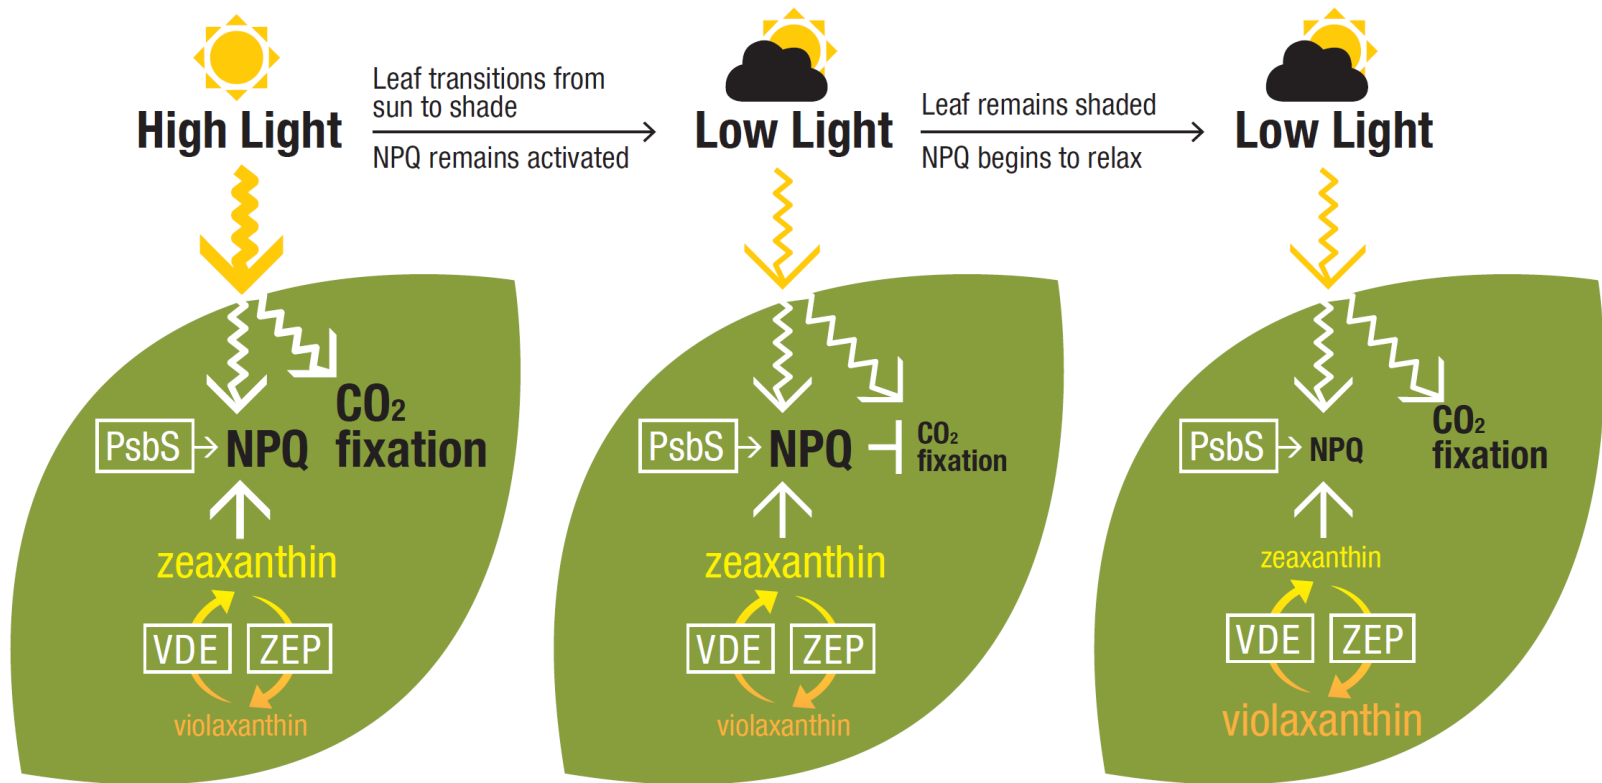 High Light
Leaf transitions from
sun to shade
NPQ remains activated
Low Light
Leaf remains shaded
NPQ begins to relax
Low Light
CO2
fixation
PsbS
NPQ
zeaxanthin
VDE
ZEP
violaxanthin
CO2
fixation
PsbS
NPQ
zeaxanthin
VDE
ZEP
violaxanthin
CO2
fixation
PsbS
NPQ
zeaxanthin
VDE
ZEP
violaxanthin